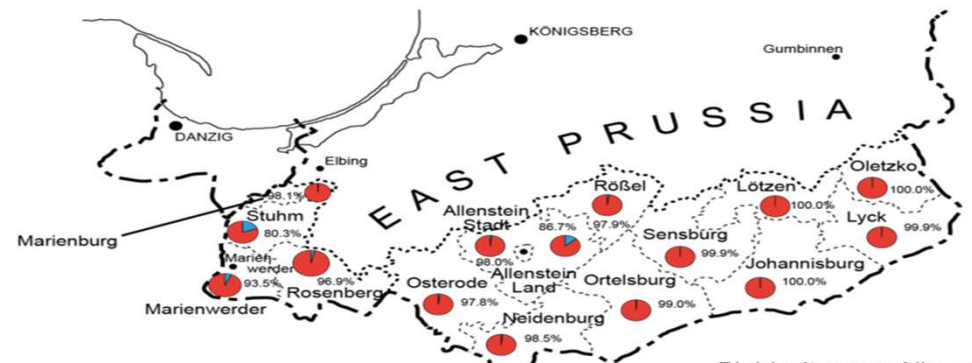 KÖNIGSBERG
Gumbinnen
DANZIG
Elbing
EAST PRUSSIA
Oletzko
100.0%
98.1%
Rößel
97.9%
Lötzen
100.0%
Allenstein
Stadt
98.0%
86.7%
Lyck
99.9%
Stuhm
80.3%
Marienburg
Sensburg
99.9%
Marien-
werder
93.5%
96.9%
Rosenberg
Allenstein
Land
Johannisburg
100.0%
Osterode
97.8%
Ortelsburg
99.0%
Marienwerder
Neidenburg
98.5%